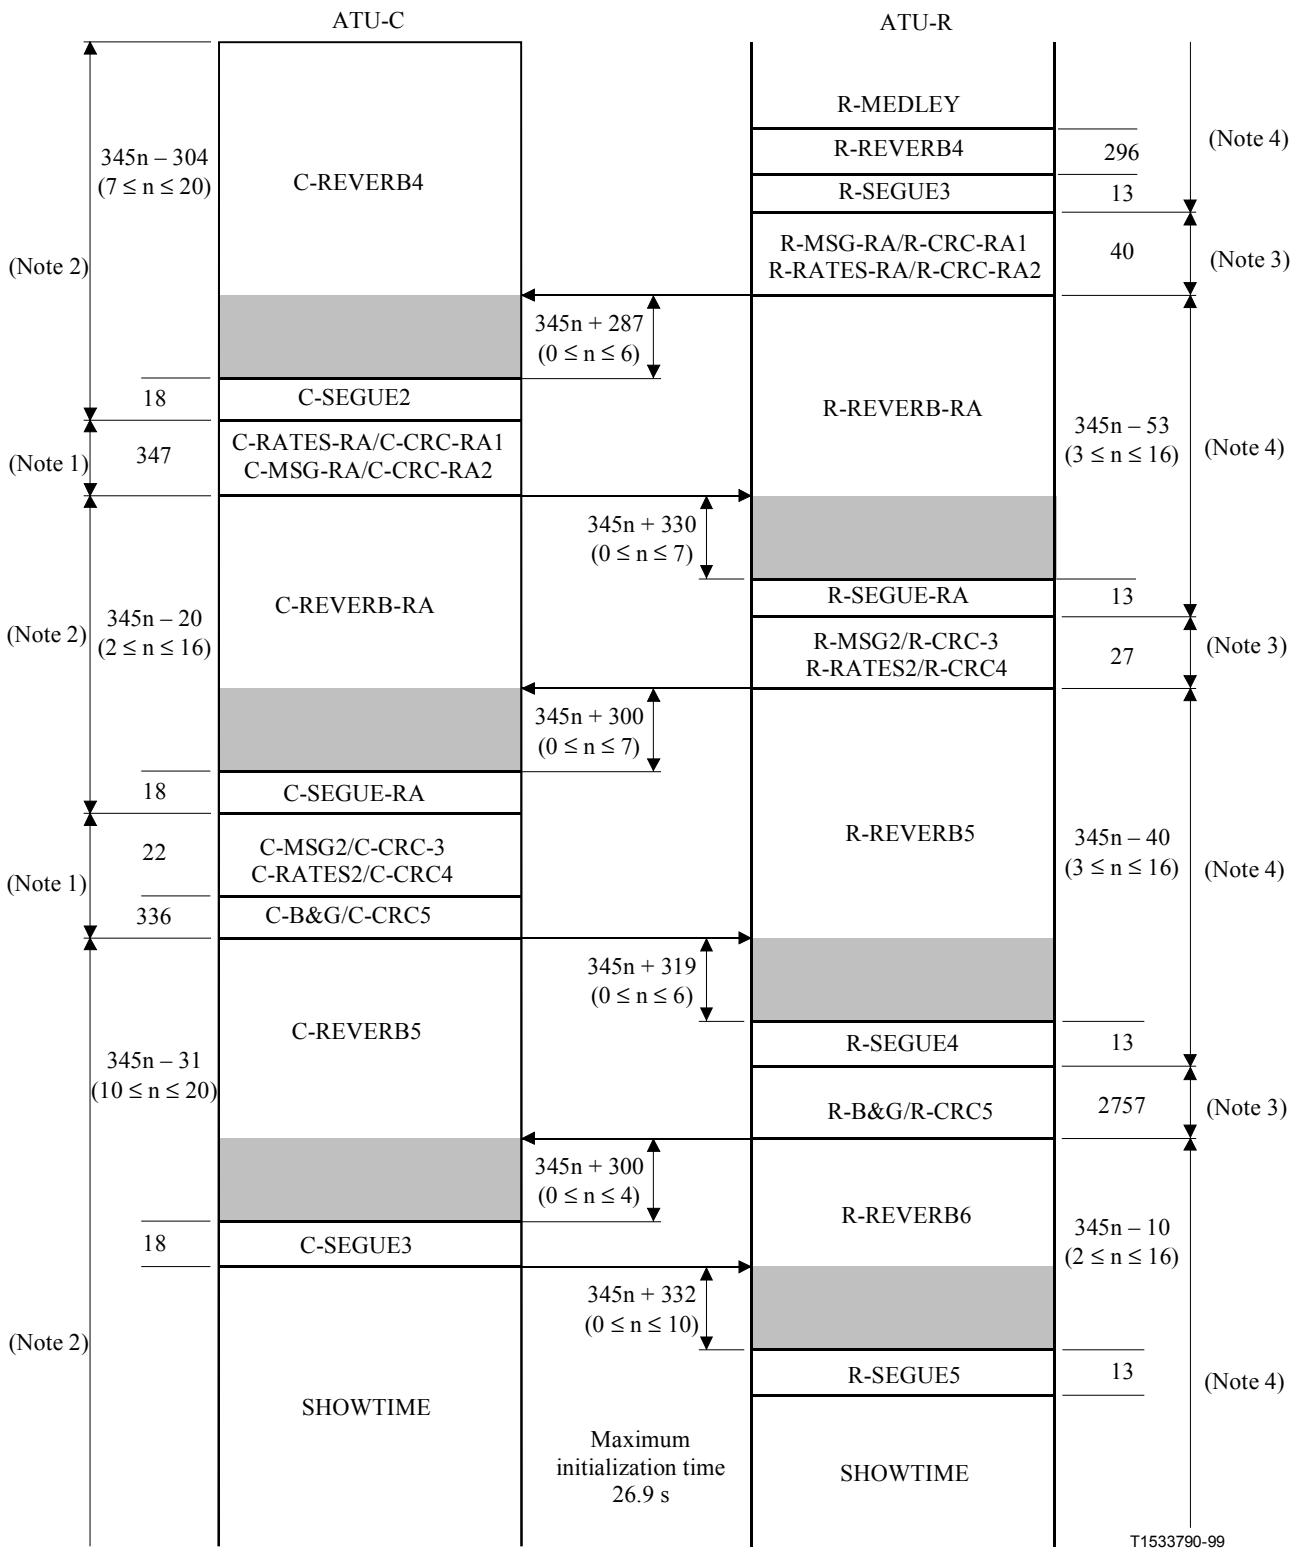 ATU-C
ATU-R
R-MEDLEY
R-REVERB4
296
(Note 4)
345n – 304
(7 ≤ n ≤ 20)
C-REVERB4
R-SEGUE3
13
(Note 2)
R-MSG-RA/R-CRC-RA1
R-RATES-RA/R-CRC-RA2
40
(Note 3)
345n + 287
(0 ≤ n ≤ 6)
18
C-SEGUE2
R-REVERB-RA
345n – 53
(3 ≤ n ≤ 16)
(Note 4)
(Note 1)
347
C-RATES-RA/C-CRC-RA1
C-MSG-RA/C-CRC-RA2
345n + 330
(0 ≤ n ≤ 7)
(Note 2)
345n – 20
(2 ≤ n ≤ 16)
C-REVERB-RA
R-SEGUE-RA
13
R-MSG2/R-CRC-3
R-RATES2/R-CRC4
27
(Note 3)
345n + 300
(0 ≤ n ≤ 7)
18
C-SEGUE-RA
R-REVERB5
345n – 40
(3 ≤ n ≤ 16)
(Note 4)
(Note 1)
22
C-MSG2/C-CRC-3
C-RATES2/C-CRC4
336
C-B&G/C-CRC5
345n + 319
(0 ≤ n ≤ 6)
C-REVERB5
345n – 31
(10 ≤ n ≤ 20)
R-SEGUE4
13
R-B&G/R-CRC5
2757
(Note 3)
345n + 300
(0 ≤ n ≤ 4)
R-REVERB6
345n – 10
(2 ≤ n ≤ 16)
18
C-SEGUE3
345n + 332
(0 ≤ n ≤ 10)
(Note 2)
R-SEGUE5
13
(Note 4)
SHOWTIME
Maximum
initialization time
26.9 s
SHOWTIME
T1533790-99